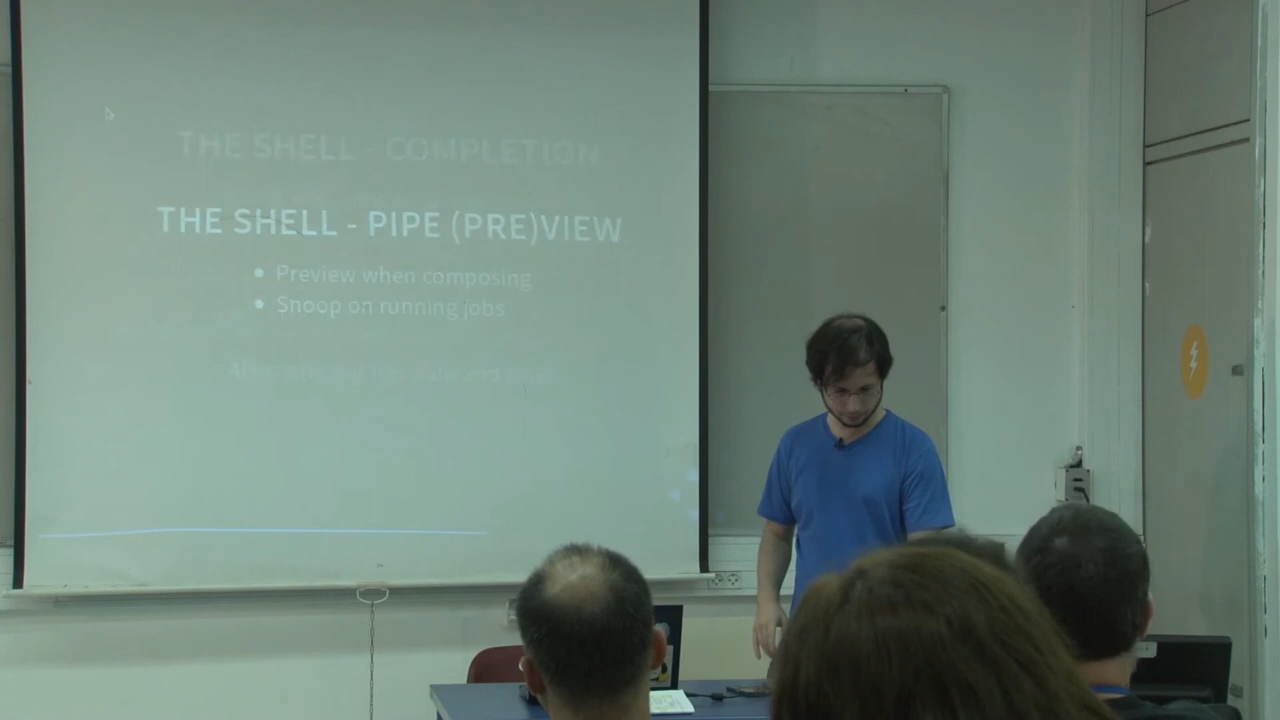 THE SHELL - COMPLETION
THE SHELL - PIPE (PRE)VIEW
• Preview when composing
• Snoop on running jobs